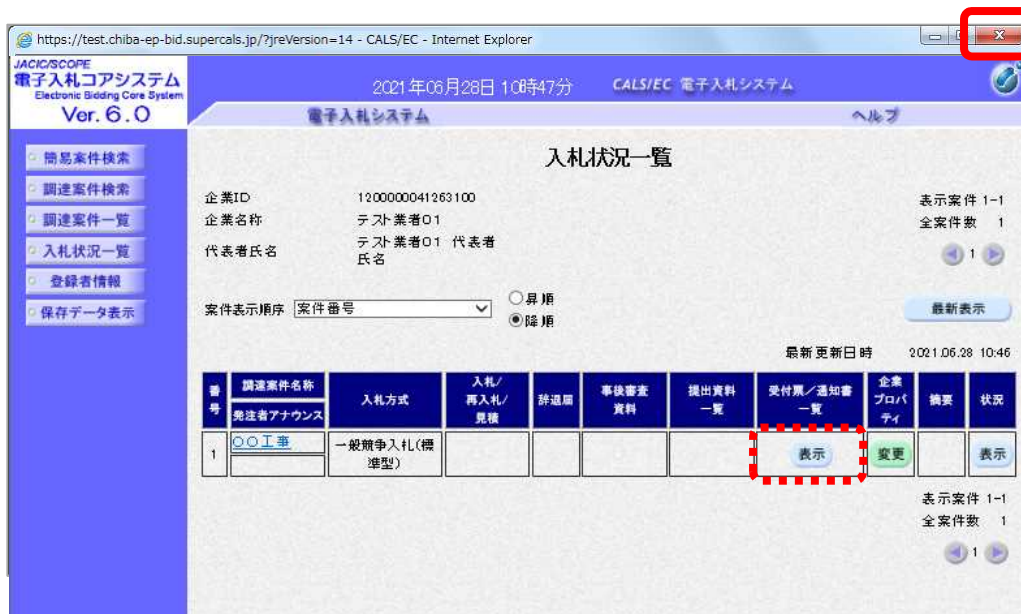 https://test.chiba-ep-bid.supercals.jp/?jreVersion=14 - CALS/EC - Internet Explorer
JACIC/SCOPE
電子入札コアシステム
Electronic Bidding Core System
Ver. 6.0
2021年06月28日 10時47分
CALS/EC 電子入札システム
電子入札システム
ヘルプ
簡易案件検索
調達案件検索
調達案件一覧
入札状況一覧
登録者情報
保存データ表示
入札状況一覧
企業ID 1200000041263100
企業名称 テスト業者01
代表者氏名 テスト業者01 代表者
氏名
表示案件 1-1
全案件数 1
1
案件表示順序 案件番号
昇順
降順
最新表示
最新更新日時 2021.06.28 10:46
番号
調達案件名称
発注者アナウンス
入札方式
入札/
再入札/
見積
辞退届
事後審査
資料
提出資料
一覧
受付票/通知書
一覧
企業
プロパ
ティ
摘要
状況
1
〇〇工事
一般競争入札(標
準型)
表示
変更
表示
表示案件 1-1
全案件数 1
1